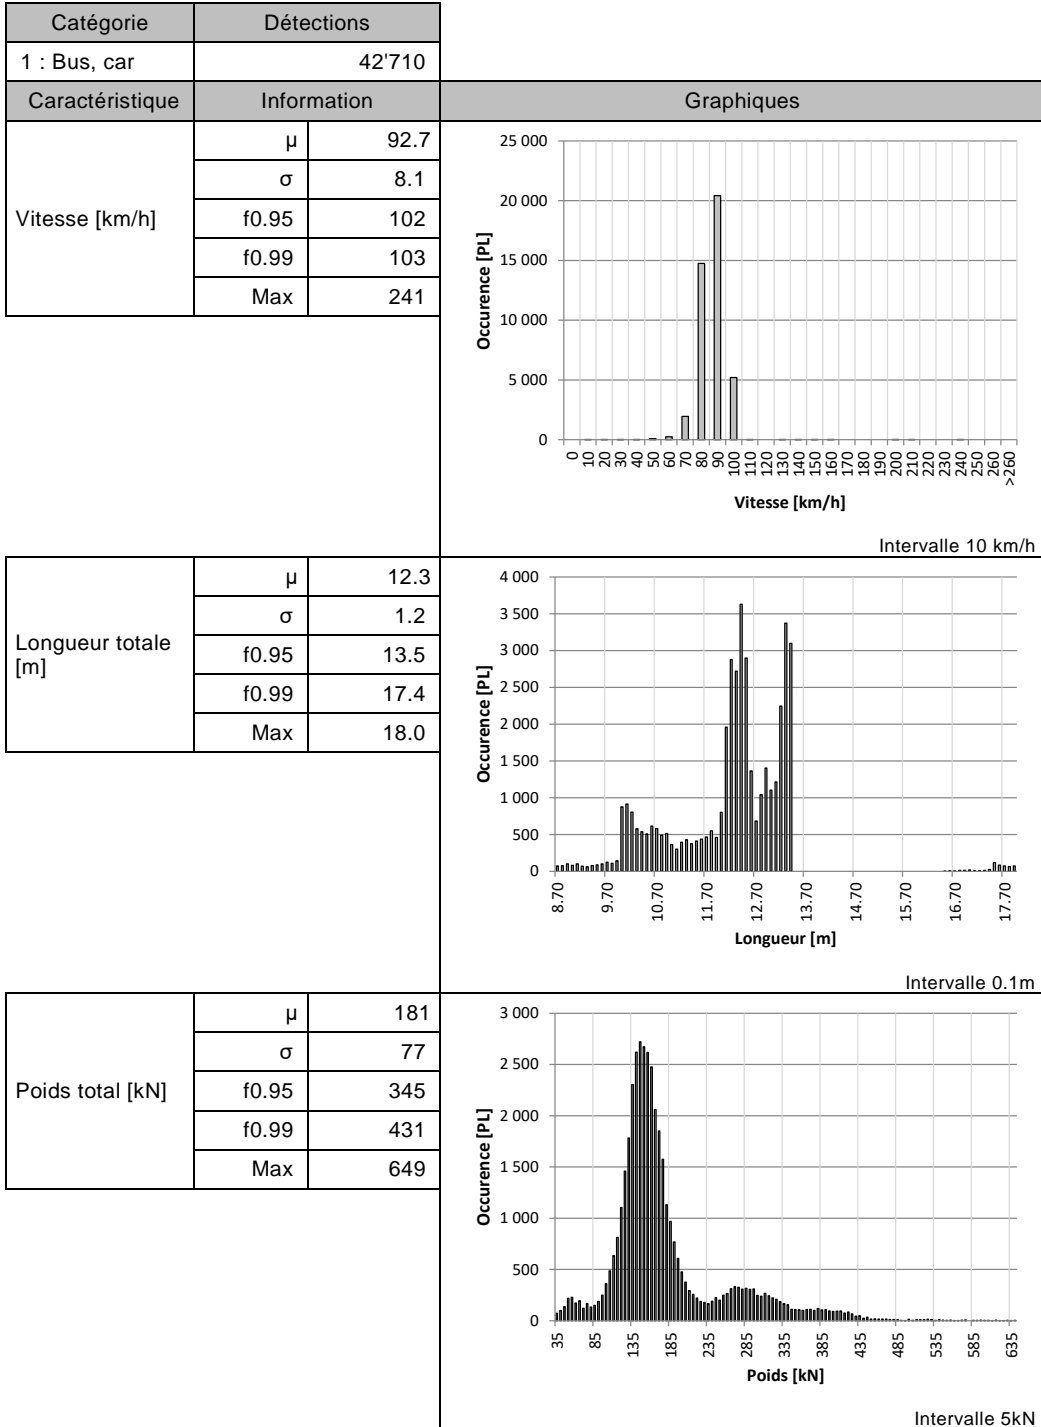 Catégorie Détections
1 : Bus, car 42'710
Caractéristique Information Graphiques
Vitesse [km/h]
µ 92.7
σ 8.1
f0.95 102
f0.99 103
Max 241
25 000
20 000
15 000
10 000
5 000
0
Occurence [PL]
0 10 20 30 40 50 60 70 80 90 100 110 120 130 140 150 160 170 180 190 200 210 220 230 240 250 260 >260
Vitesse [km/h]
Intervalle 10 km/h
Longueur totale
[m]
µ 12.3
σ 1.2
f0.95 13.5
f0.99 17.4
Max 18.0
4 000
3 500
3 000
2 500
2 000
1 500
1 000
500
0
Occurence [PL]
8.70 9.70 10.70 11.70 12.70 13.70 14.70 15.70 16.70 17.70
Longueur [m]
Intervalle 0.1m
Poids total [kN]
µ 181
σ 77
f0.95 345
f0.99 431
Max 649
3 000
2 500
2 000
1 500
1 000
500
0
Occurence [PL]
35 85 135 185 235 285 335 385 435 485 535 585 635
Poids [kN]
Intervalle 5kN